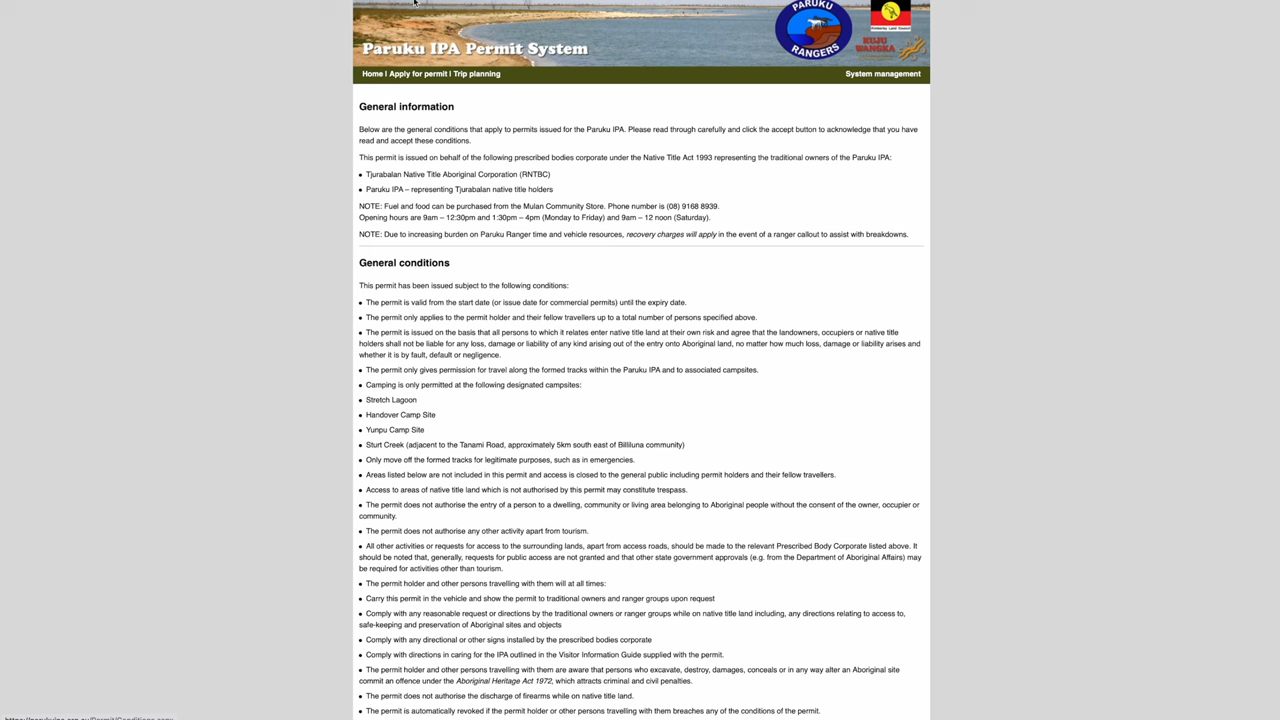 PARUKU
RANGERS
Kimberley Land Council
KUJU
WANGKA
Paruku IPA Permit System
Home | Apply for permit | Trip planning
System management
General information
Below are the general conditions that apply to permits issued for the Paruku IPA. Please read through carefully and click the accept button to acknowledge that you have
read and accept these conditions.
This permit is issued on behalf of the following prescribed bodies corporate under the Native Title Act 1993 representing the traditional owners of the Paruku IPA:
• Tjurabalan Native Title Aboriginal Corporation (RNTBC)
• Paruku IPA – representing Tjurabalan native title holders
NOTE: Fuel and food can be purchased from the Mulan Community Store. Phone number is (08) 9168 8939.
Opening hours are 9am – 12:30pm and 1:30pm – 4pm (Monday to Friday) and 9am – 12 noon (Saturday).
NOTE: Due to increasing burden on Paruku Ranger time and vehicle resources, recovery charges will apply in the event of a ranger callout to assist with breakdowns.
General conditions
This permit has been issued subject to the following conditions:
• The permit is valid from the start date (or issue date for commercial permits) until the expiry date.
• The permit only applies to the permit holder and their fellow travellers up to a total number of persons specified above.
• The permit is issued on the basis that all persons to which it relates enter native title land at their own risk and agree that the landowners, occupiers or native title
holders shall not be liable for any loss, damage or liability of any kind arising out of the entry onto Aboriginal land, no matter how much loss, damage or liability arises and
whether it is by fault, default or negligence.
• The permit only gives permission for travel along the formed tracks within the Paruku IPA and to associated campsites.
• Camping is only permitted at the following designated campsites:
• Stretch Lagoon
• Handover Camp Site
• Yunpu Camp Site
• Sturt Creek (adjacent to the Tanami Road, approximately 5km south east of Billiluna community)
• Only move off the formed tracks for legitimate purposes, such as in emergencies.
• Areas listed below are not included in this permit and access is closed to the general public including permit holders and their fellow travellers.
• Access to areas of native title land which is not authorised by this permit may constitute trespass.
• The permit does not authorise the entry of a person to a dwelling, community or living area belonging to Aboriginal people without the consent of the owner, occupier or
community.
• The permit does not authorise any other activity apart from tourism.
• All other activities or requests for access to the surrounding lands, apart from access roads, should be made to the relevant Prescribed Body Corporate listed above. It
should be noted that, generally, requests for public access are not granted and that other state government approvals (e.g. from the Department of Aboriginal Affairs) may
be required for activities other than tourism.
• The permit holder and other persons travelling with them will at all times:
• Carry this permit in the vehicle and show the permit to traditional owners and ranger groups upon request
• Comply with any reasonable request or directions by the traditional owners or ranger groups while on native title land including, any directions relating to access to,
safe-keeping and preservation of Aboriginal sites and objects
• Comply with any directional or other signs installed by the prescribed bodies corporate
• Comply with directions in caring for the IPA outlined in the Visitor Information Guide supplied with the permit.
• The permit holder and other persons travelling with them are aware that persons who excavate, destroy, damages, conceals or in any way alter an Aboriginal site
commit an offence under the Aboriginal Heritage Act 1972, which attracts criminal and civil penalties.
• The permit does not authorise the discharge of firearms while on native title land.
• The permit is automatically revoked if the permit holder or other persons travelling with them breaches any of the conditions of the permit.